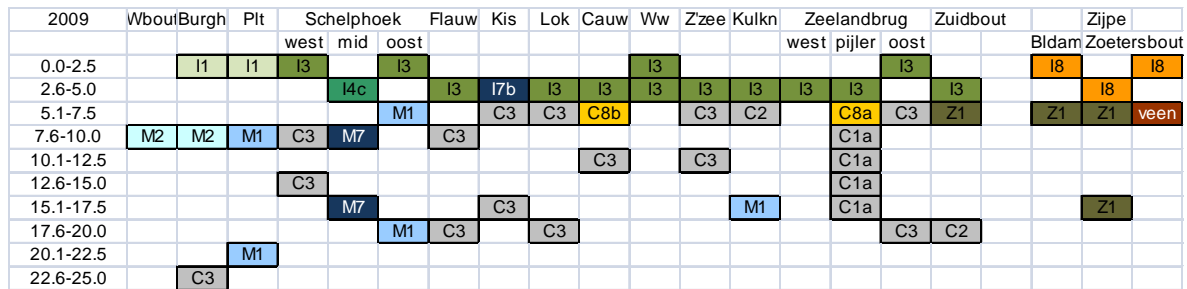 2009 Wbout Burgh Plt Schelphoek Flauw Kis Lok Cauw Ww Z'zee Kulkn Zeelandbrug Zuidbout Zijpe
west mid oost west pijler oost Bldam Zoetersbout
0.0-2.5 I1 I1 I3 I3 I3 I3 I8 I8
2.6-5.0 I4c I3 I7b I3 I3 I3 I3 I3 I3 I3 I3 I8
5.1-7.5 M1 C3 C3 C8b C3 C2 C8a C3 Z1 Z1 Z1 veen
7.6-10.0 M2 M2 M1 C3 M7 C3 C1a
10.1-12.5 C3 C3 C1a
12.6-15.0 C3 C1a
15.1-17.5 M7 C3 M1 C1a Z1
17.6-20.0 M1 C3 C3 C3 C2
20.1-22.5 M1
22.6-25.0 C3